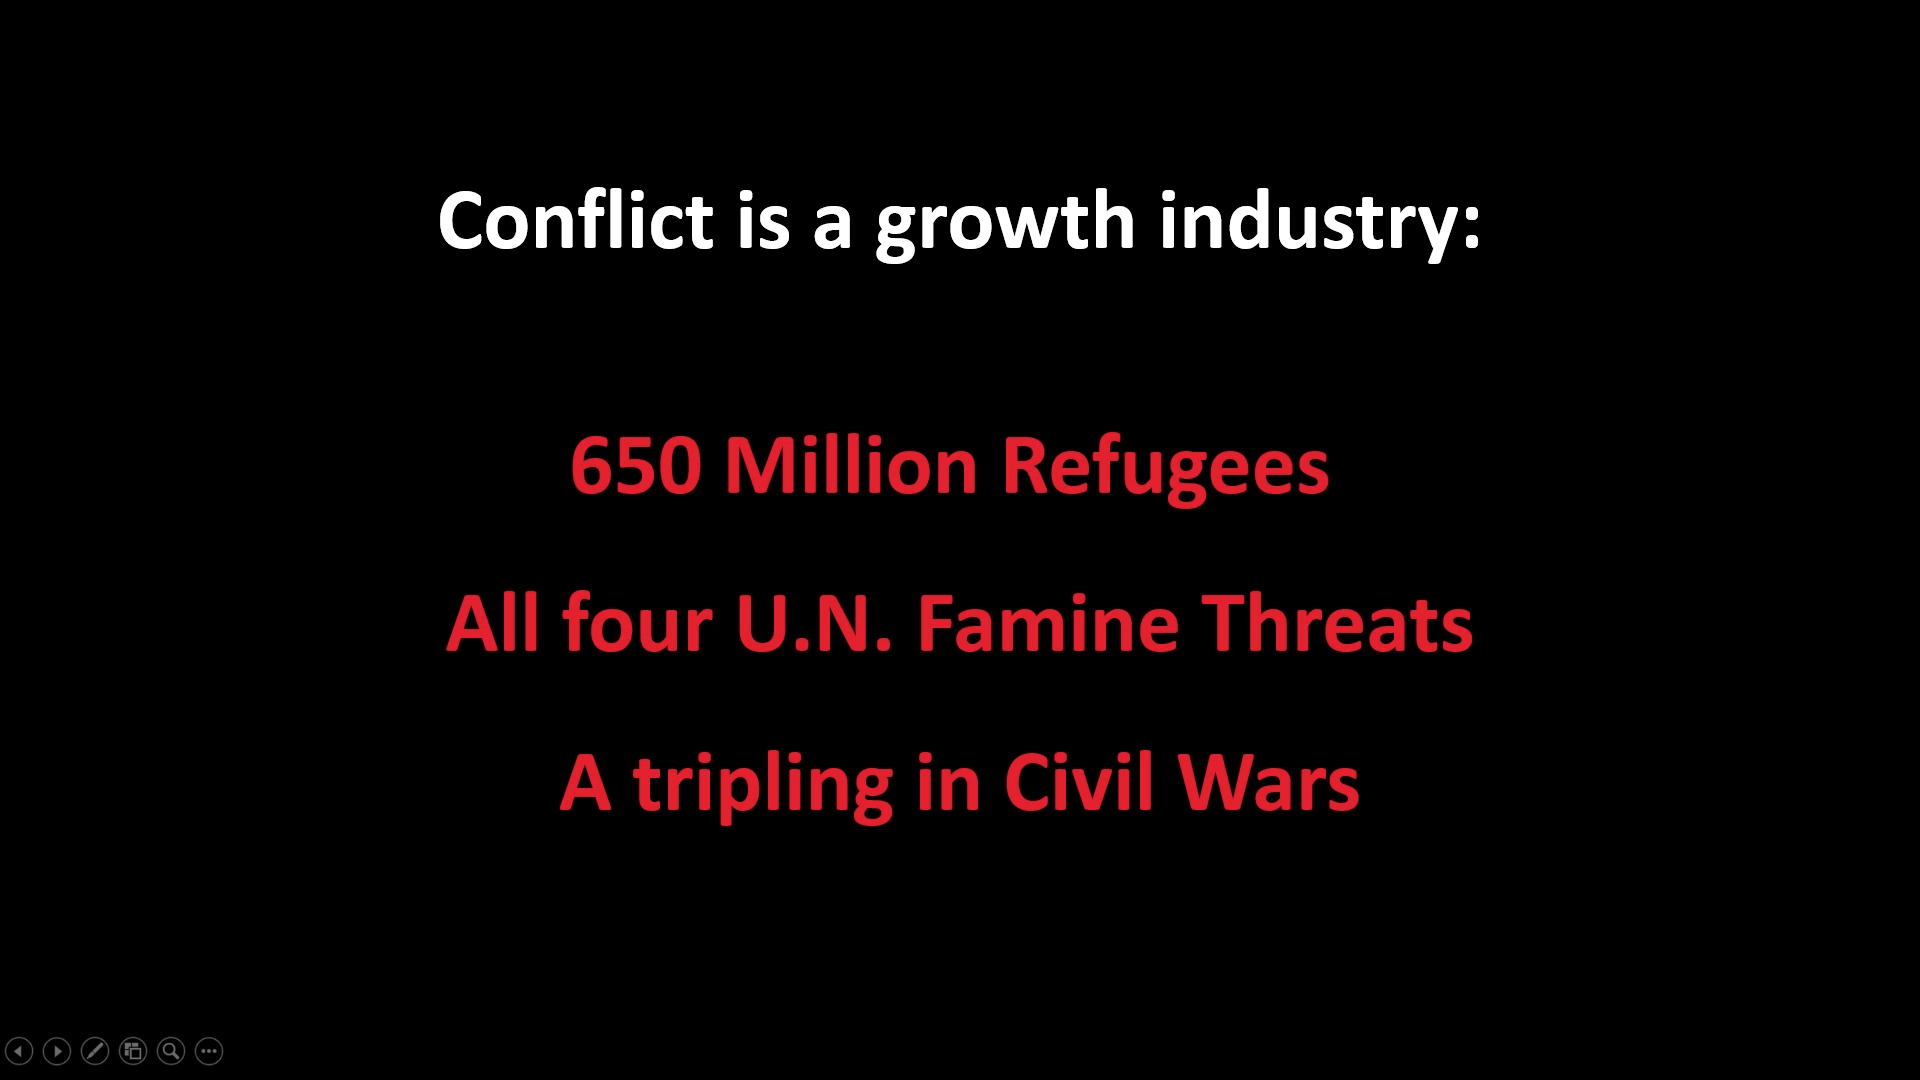 Conflict is a growth industry:
650 Million Refugees
All four U.N. Famine Threats
A tripling in Civil Wars